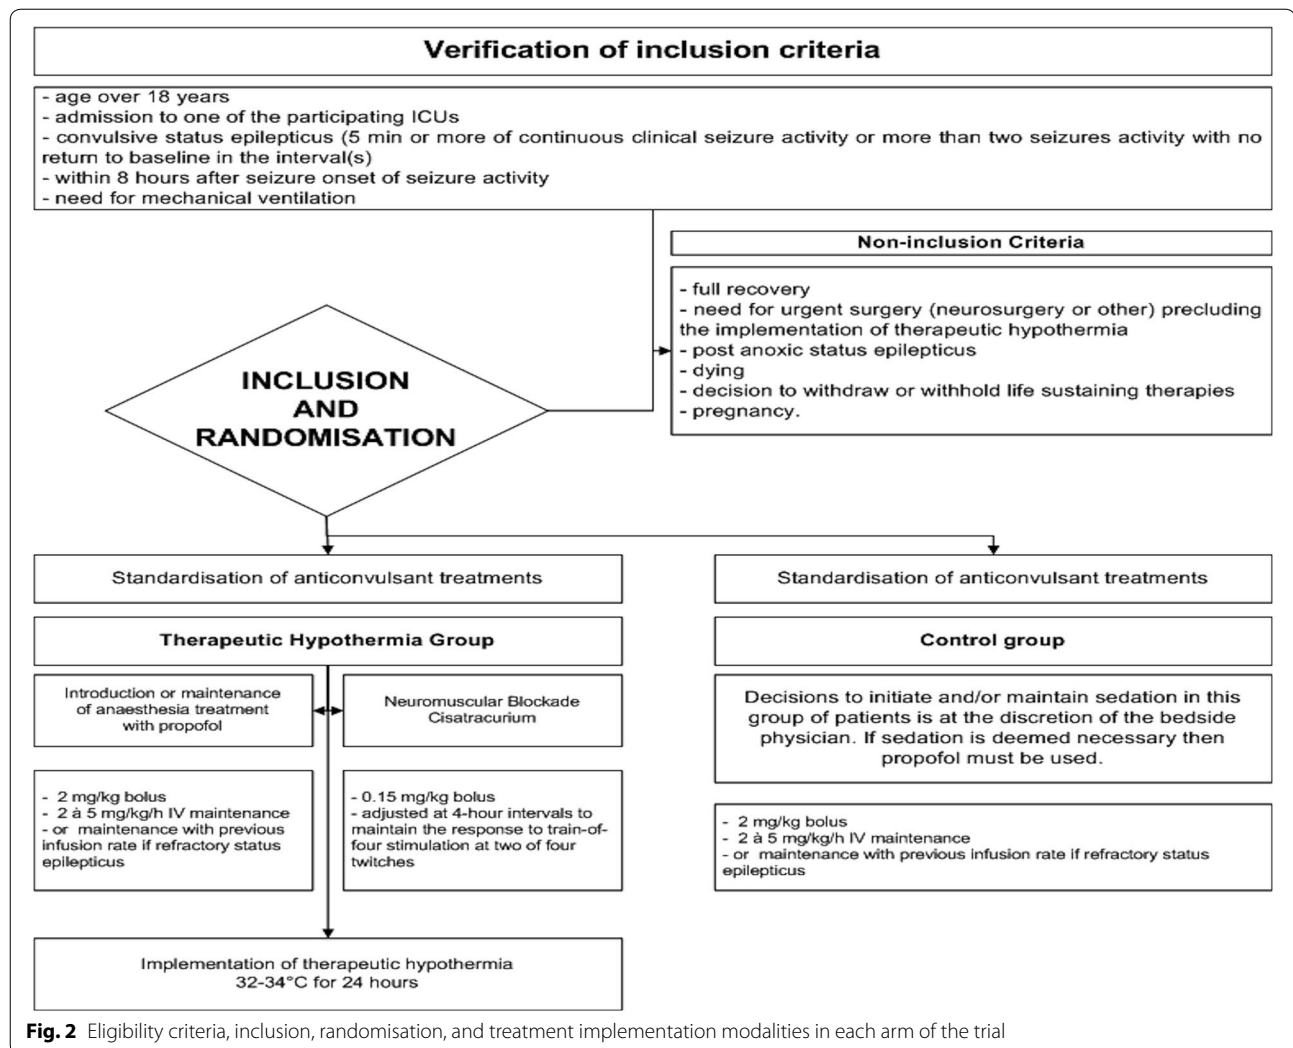 Verification of inclusion criteria
- age over 18 years
- admission to one of the participating ICUs
- convulsive status epilepticus (5 min or more of continuous clinical seizure activity or more than two seizures activity with no
return to baseline in the interval(s)
- within 8 hours after seizure onset of seizure activity
- need for mechanical ventilation
Non-inclusion Criteria
- full recovery
- need for urgent surgery (neurosurgery or other) precluding
the implementation of therapeutic hypothermia
- post anoxic status epilepticus
- dying
- decision to withdraw or withhold life sustaining therapies
- pregnancy.
INCLUSION
AND
RANDOMISATION
Standardisation of anticonvulsant treatments
Therapeutic Hypothermia Group
Introduction or maintenance
of anaesthesia treatment
with propofol
Neuromuscular Blockade
Cisatracurium
- 2 mg/kg bolus
- 2 à 5 mg/kg/h IV maintenance
- or maintenance with previous
infusion rate if refractory status
epilepticus
- 0.15 mg/kg bolus
- adjusted at 4-hour intervals to
maintain the response to train-of-
four stimulation at two of four
twitches
Implementation of therapeutic hypothermia
32-34°C for 24 hours
Standardisation of anticonvulsant treatments
Control group
Decisions to initiate and/or maintain sedation in this
group of patients is at the discretion of the bedside
physician. If sedation is deemed necessary then
propofol must be used.
- 2 mg/kg bolus
- 2 à 5 mg/kg/h IV maintenance
- or maintenance with previous infusion rate if refractory status
epilepticus
Fig. 2 Eligibility criteria, inclusion, randomisation, and treatment implementation modalities in each arm of the trial